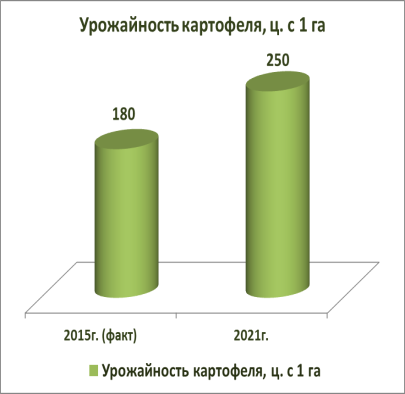 Урожайность картофеля, ц. с 1 га
250
180
2015г. (факт) 2021г.
Урожайность картофеля, ц. с 1 га